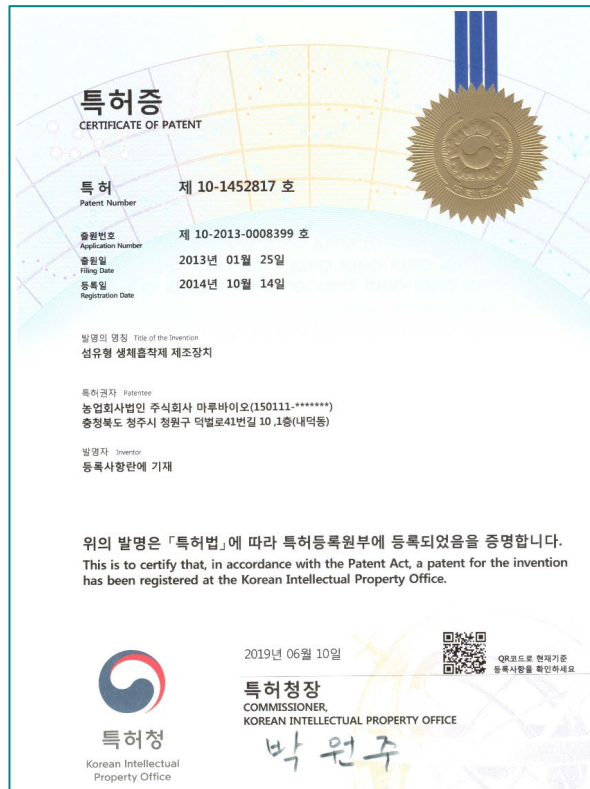 특허증
CERTIFICATE OF PATENT
특 허 제 10-1452817 호
Patent Number
출원번호 제 10-2013-0008399 호
Application Number
출원일 2013년 01월 25일
Filing Date
등록일 2014년 10월 14일
Registration Date
발명의 명칭 Title of the Invention
섬유형 생체흡착제 제조장치
특허권자 Patentee
농업회사법인 주식회사 마루바이오(150111-*******)
충청북도 청주시 청원구 덕벌로41번길 10 ,1층(내덕동)
발명자 Inventor
등록사항란에 기재
위의 발명은 「특허법」에 따라 특허등록원부에 등록되었음을 증명합니다.
This is to certify that, in accordance with the Patent Act, a patent for the invention
has been registered at the Korean Intellectual Property Office.
2019년 06월 10일
QR코드로 현재기준
등록사항을 확인하세요
특허청장
COMMISSIONER,
KOREAN INTELLECTUAL PROPERTY OFFICE
박원주
특허청
Korean Intellectual
Property Office